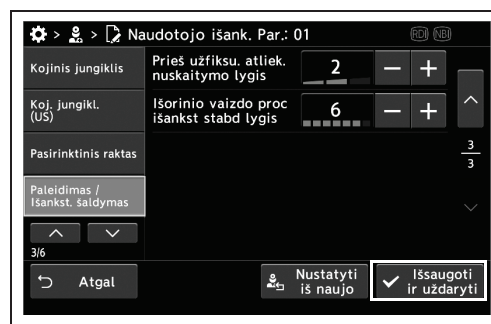 > > Naudotojo išank. Par.: 01 RDI NBI
Kojinis jungiklis
Koj. jungikl.
(US)
Pasirinktinis raktas
Paleidimas /
Išankst. šaldymas
3/6
Prieš užfiksu. atliek.
nuskaitymo lygis
2 − +
Išorinio vaizdo proc
išankst stabd lygis
6 − +
3
3
Atgal
Nustatyti
iš naujo
Išsaugoti
ir uždaryti